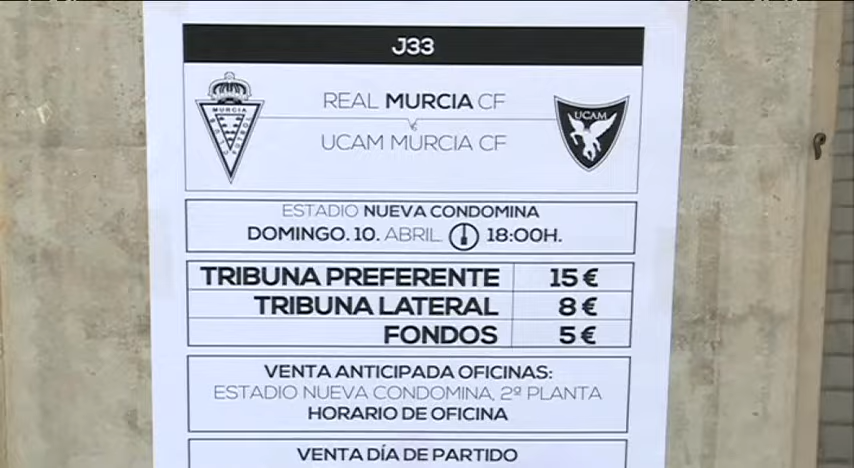 J33
REAL MURCIA CF
vs
UCAM MURCIA CF
MURCIA
UCAM
ESTADIO NUEVA CONDOMINA
DOMINGO. 10. ABRIL 18:00H.
TRIBUNA PREFERENTE 15 €
TRIBUNA LATERAL 8 €
FONDOS 5 €
VENTA ANTICIPADA OFICINAS:
ESTADIO NUEVA CONDOMINA, 2ª PLANTA
HORARIO DE OFICINA
VENTA DÍA DE PARTIDO